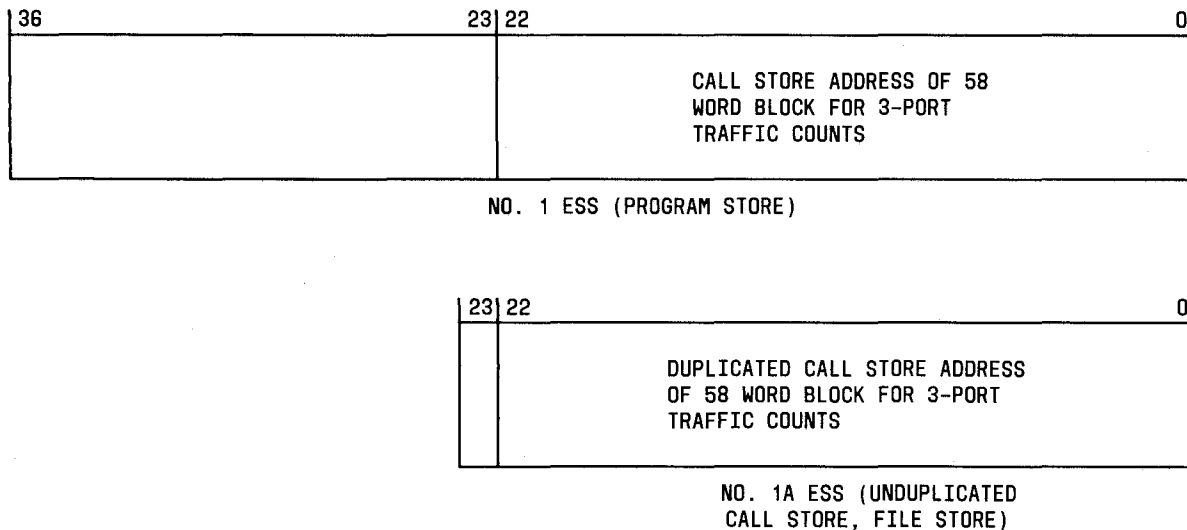 36 23 22 0
CALL STORE ADDRESS OF 58
WORD BLOCK FOR 3-PORT
TRAFFIC COUNTS
NO. 1 ESS (PROGRAM STORE)
23 22 0
DUPLICATED CALL STORE ADDRESS
OF 58 WORD BLOCK FOR 3-PORT
TRAFFIC COUNTS
NO. 1A ESS (UNDUPLICATED
CALL STORE, FILE STORE)